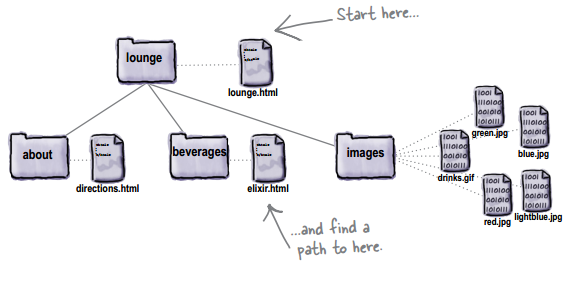 Start here...
lounge
lounge.html
about
directions.html
beverages
elixir.html
images
green.jpg
blue.jpg
drinks.gif
red.jpg
lightblue.jpg
...and find a
path to here.